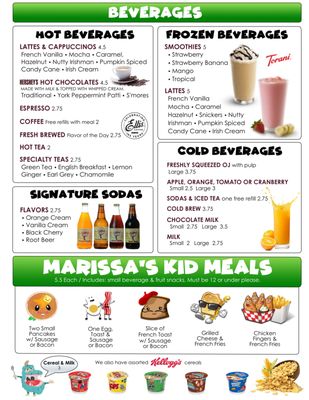 BEVERAGES
HOT BEVERAGES
LATTES & CAPPUCCINOS 4.5
French Vanilla
Mocha • Caramel,
Hazelnut • Nutty Irishman • Pumpkin Spiced
Candy Cane • Irish Cream
HERSHEY'S HOT CHOCOLATES 4.5
MADE WITH MILK & TOPPED WITH WHIPPED CREAM.
Traditional • York Peppermint Patti • S'mores
ESPRESSO 2.75
COFFEE Free refills with meal 2
FRESH BREWED Flavor of the Day 2.75
HOT TEA 2
SPECIALTY TEAS 2.75
Green Tea • English Breakfast • Lemon
Ginger • Earl Grey • Chamomile
Ellis
SIGNATURE SODAS
FLAVORS 2.75
• Orange Cream
• Vanilla Cream
• Black Cherry
• Root Beer
FROZEN BEVERAGES
SMOOTHIES 5
• Strawberry
• Strawberry Banana
• Mango
• Tropical
Torani.
LATTES 5
French Vanilla
Mocha • Caramel
Hazelnut • Snickers • Nutty
Irishman • Pumpkin Spiced
Candy Cane • Irish Cream
COLD BEVERAGES
FRESHLY SQUEEZED OJ with pulp
Large 3.75
APPLE, ORANGE, TOMATO OR CRANBERRY
Small 2.5 Large 3
SODAS & ICED TEA one free refill 2.75
COLD BREW 3.75
CHOCOLATE MILK
Small 2.75 Large 3.5
MILK
Small 2 Large 2.75
MARISSA'S KID MEALS
5.5 Each / Includes: small beverage & fruit snacks. Must be 12 or under please.
Two Small
Pancakes
w/ Sausage
or Bacon
One Egg,
Toast &
Sausage
or Bacon
Slice of
French Toast
w/ Sausage
or Bacon
Grilled
Cheese &
French Fries
Chicken
Fingers &
French Fries
Cereal & Milk
3
We also have assorted Kellogg's cereals